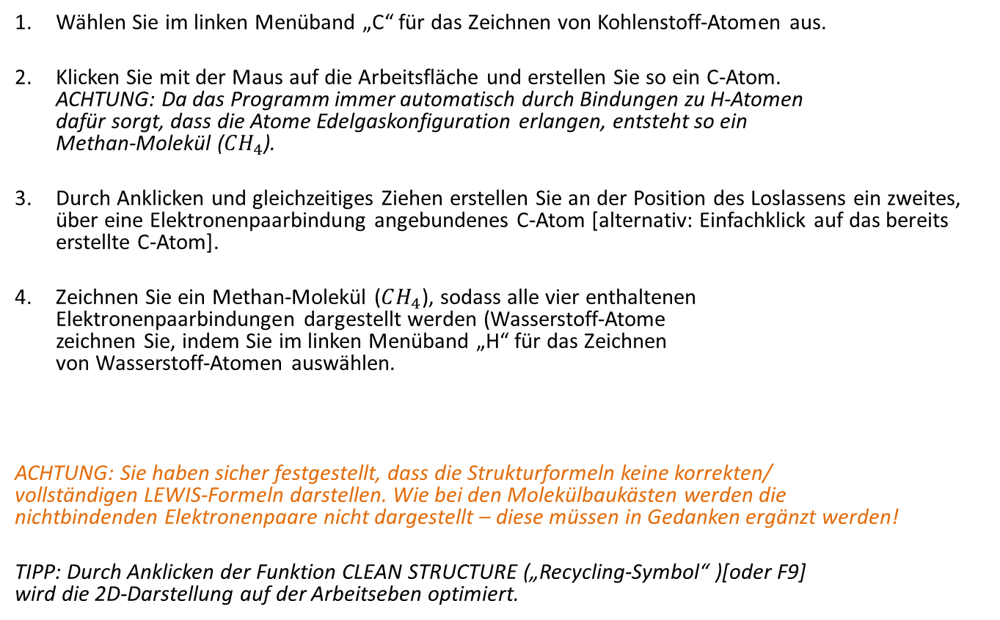 1. Wählen Sie im linken Menüband „C“ für das Zeichnen von Kohlenstoff-Atomen aus.
2. Klicken Sie mit der Maus auf die Arbeitsfläche und erstellen Sie so ein C-Atom.
ACHTUNG: Da das Programm immer automatisch durch Bindungen zu H-Atomen
dafür sorgt, dass die Atome Edelgaskonfiguration erlangen, entsteht so ein
Methan-Molekül (CH₄).
3. Durch Anklicken und gleichzeitiges Ziehen erstellen Sie an der Position des Loslassens ein zweites,
über eine Elektronenpaarbindung angebundenes C-Atom [alternativ: Einfachklick auf das bereits
erstellte C-Atom].
4. Zeichnen Sie ein Methan-Molekül (CH₄), sodass alle vier enthaltenen
Elektronenpaarbindungen dargestellt werden (Wasserstoff-Atome
zeichnen Sie, indem Sie im linken Menüband „H“ für das Zeichnen
von Wasserstoff-Atomen auswählen.
ACHTUNG: Sie haben sicher festgestellt, dass die Strukturformeln keine korrekten/
vollständigen LEWIS-Formeln darstellen. Wie bei den Molekülbaukästen werden die
nichtbindenden Elektronenpaare nicht dargestellt – diese müssen in Gedanken ergänzt werden!
TIPP: Durch Anklicken der Funktion CLEAN STRUCTURE („Recycling-Symbol“ )[oder F9]
wird die 2D-Darstellung auf der Arbeitseben optimiert.